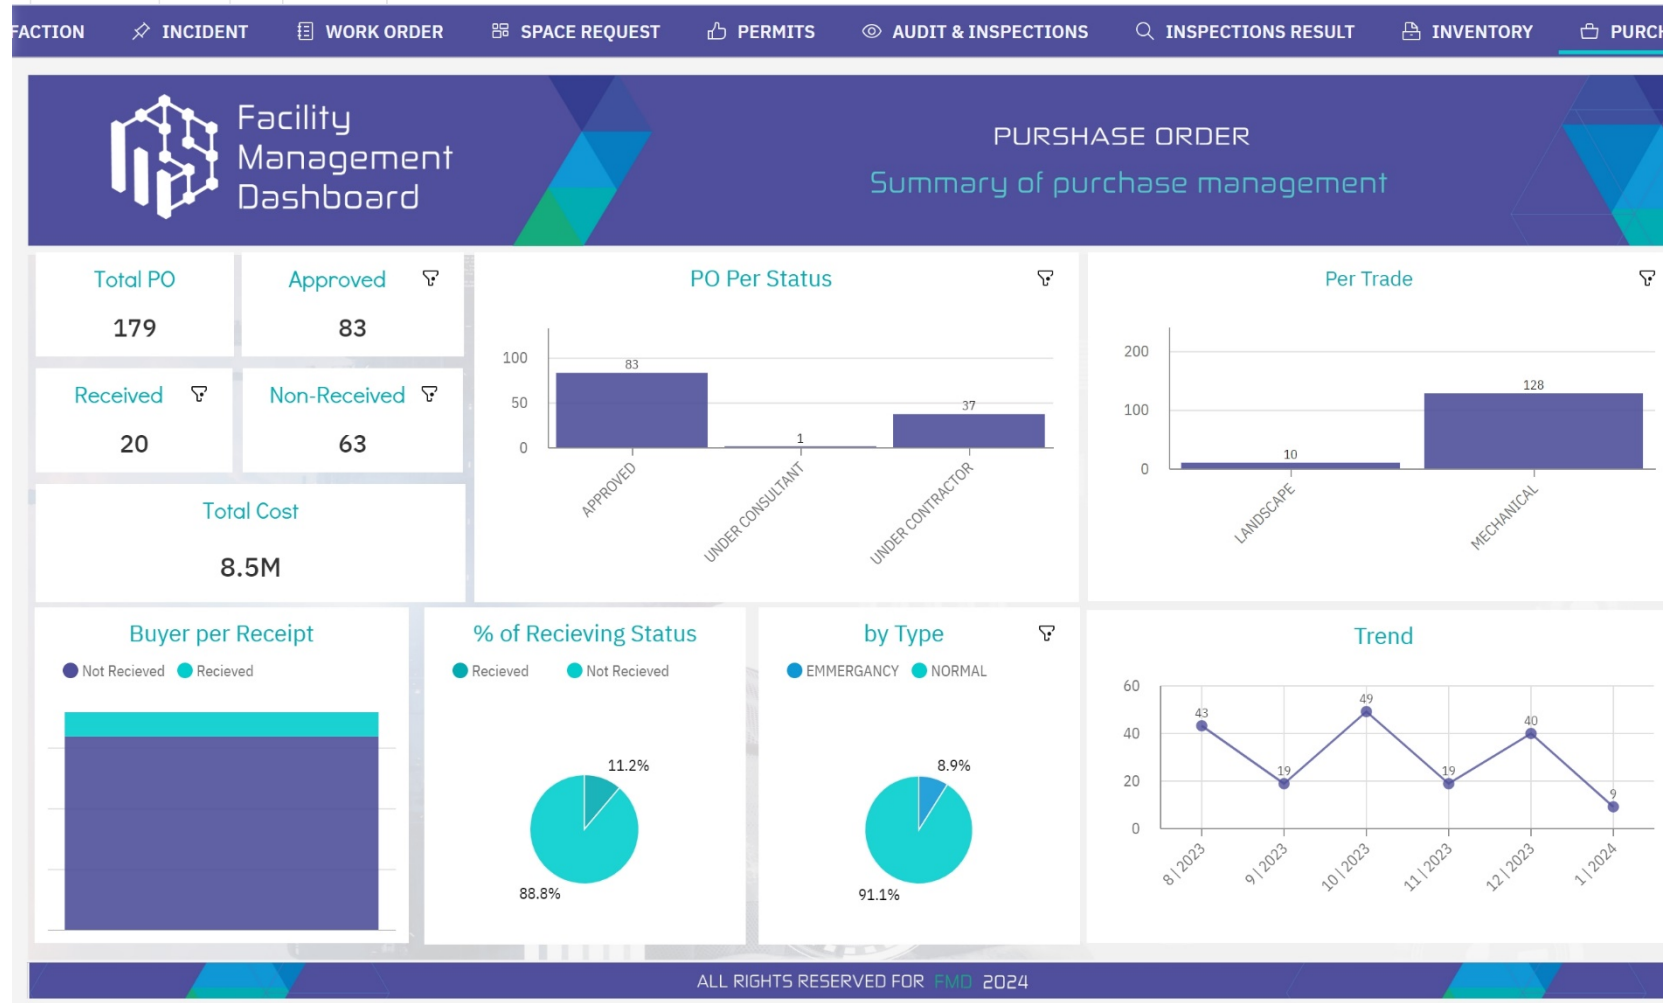 FACTION INCIDENT WORK ORDER SPACE REQUEST PERMITS AUDIT & INSPECTIONS INSPECTIONS RESULT INVENTORY PURCH
Facility
Management
Dashboard
PURSHASE ORDER
Summary of purchase management
Total PO
179
Approved
83
Received
20
Non-Received
63
Total Cost
8.5M
PO Per Status
100
50
0
83
1
37
APPROVED
UNDER CONSULTANT
UNDER CONTRACTOR
Per Trade
200
100
0
10
128
LANDSCAPE
MECHANICAL
Buyer per Receipt
Not Recieved Recieved
% of Recieving Status
Recieved Not Recieved
11.2%
88.8%
by Type
EMMERGANCY NORMAL
8.9%
91.1%
Trend
60
40
20
0
43
19
49
19
40
9
8|2023
9|2023
10|2023
11|2023
12|2023
1|2024
ALL RIGHTS RESERVED FOR FMD 2024